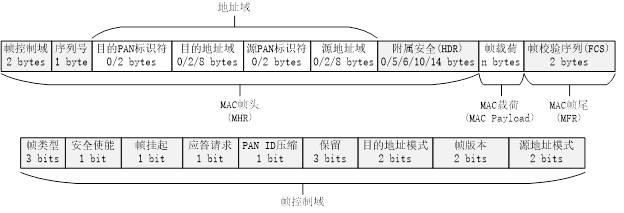 地址域
帧控制域 序列号 目的PAN标识符 目的地址域 源PAN标识符 源地址域 附属安全(HDR) 帧载荷 帧校验序列(FCS)
2 bytes 1 byte 0/2 bytes 0/2/8 bytes 0/2 bytes 0/2/8 bytes 0/5/6/10/14 bytes n bytes 2 bytes
MAC帧头 MAC载荷 MAC帧尾
(MHR) (MAC Payload) (MFR)
帧类型 安全使能 帧挂起 应答请求 PAN ID压缩 保留 目的地址模式 帧版本 源地址模式
3 bits 1 bit 1 bit 1 bit 1 bit 3 bits 2 bits 2 bits 2 bits
帧控制域